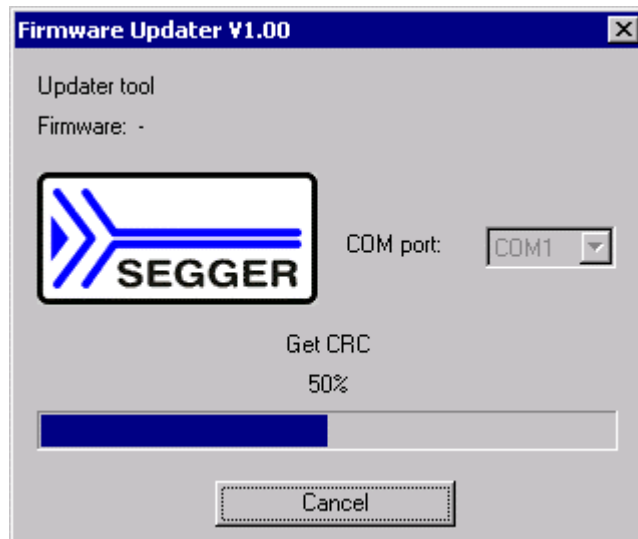 Firmware Updater V1.00
Updater tool
Firmware: -
SEGGER
COM port: COM1
Get CRC
50%
Cancel